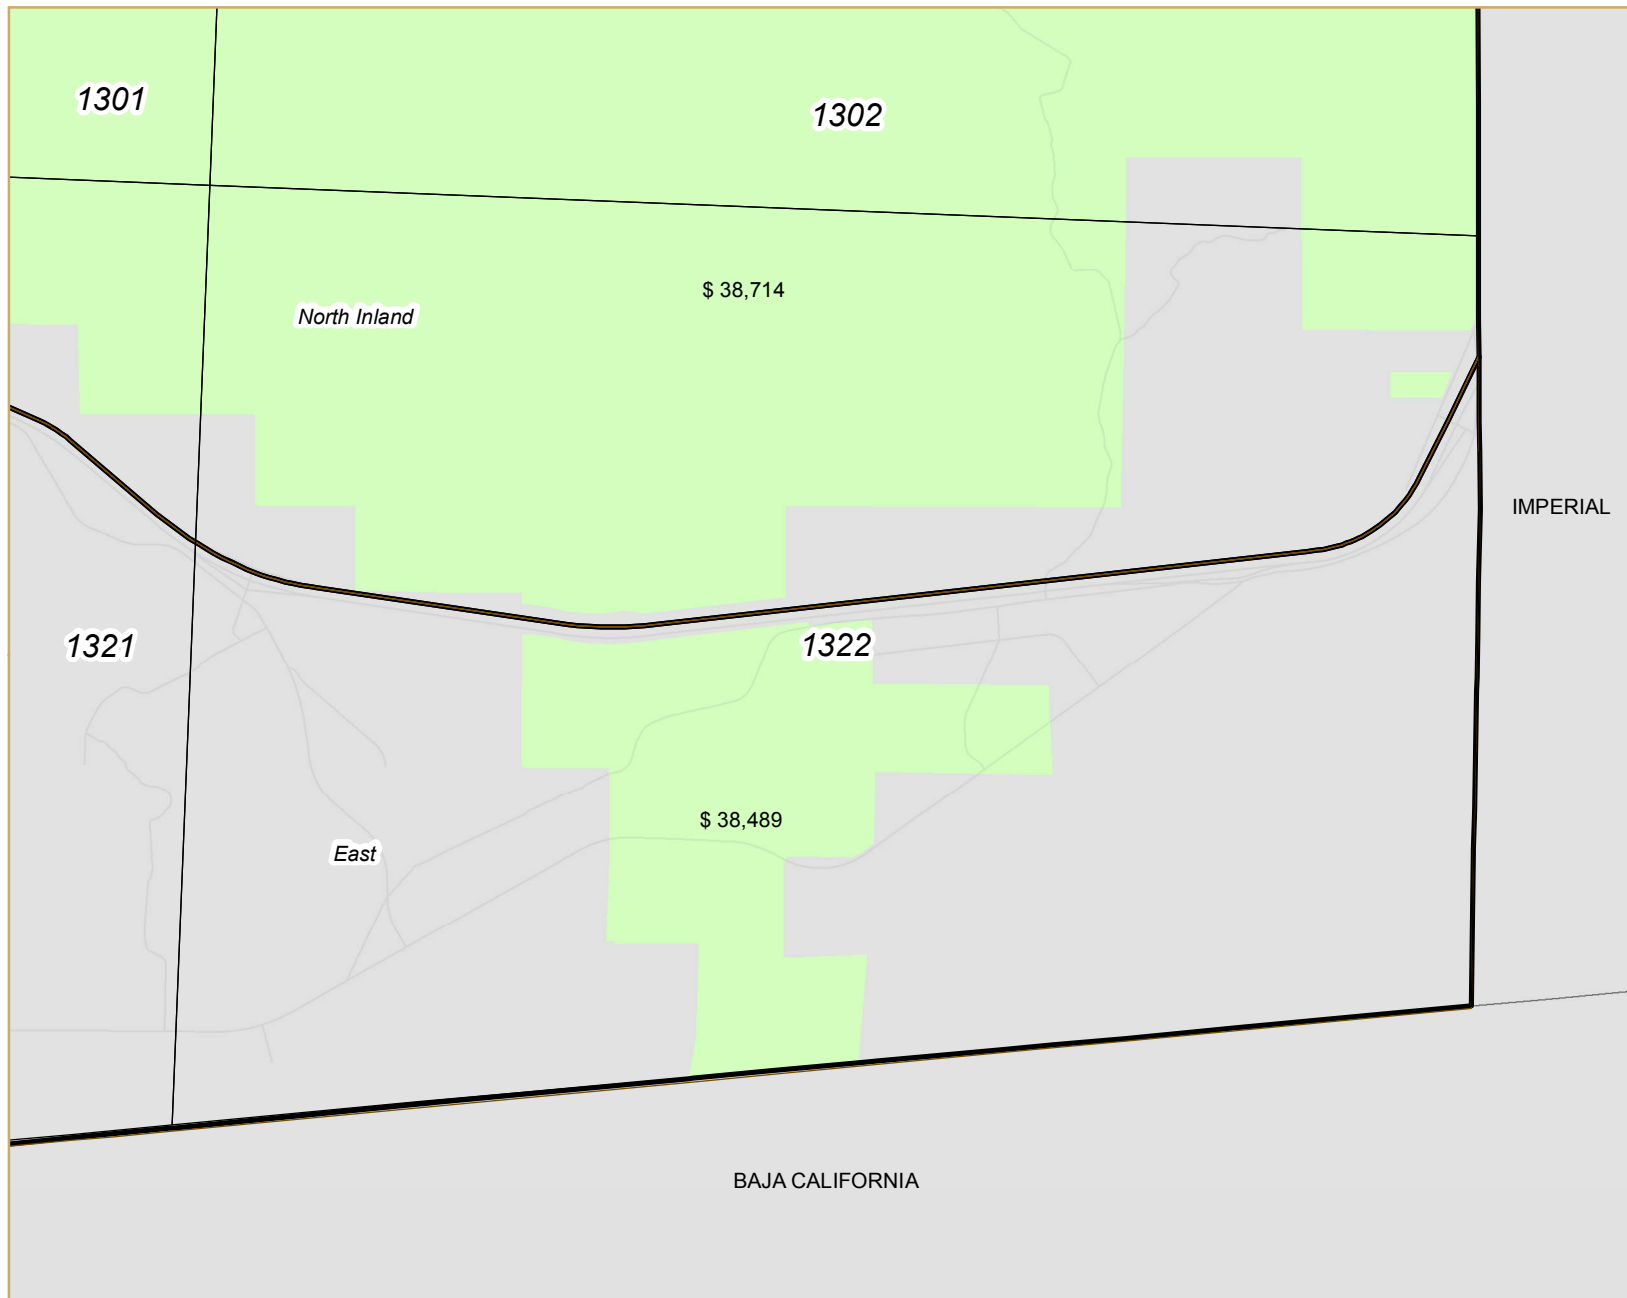 1301
1302
$ 38,714
North Inland
IMPERIAL
1321
1322
$ 38,489
East
BAJA CALIFORNIA